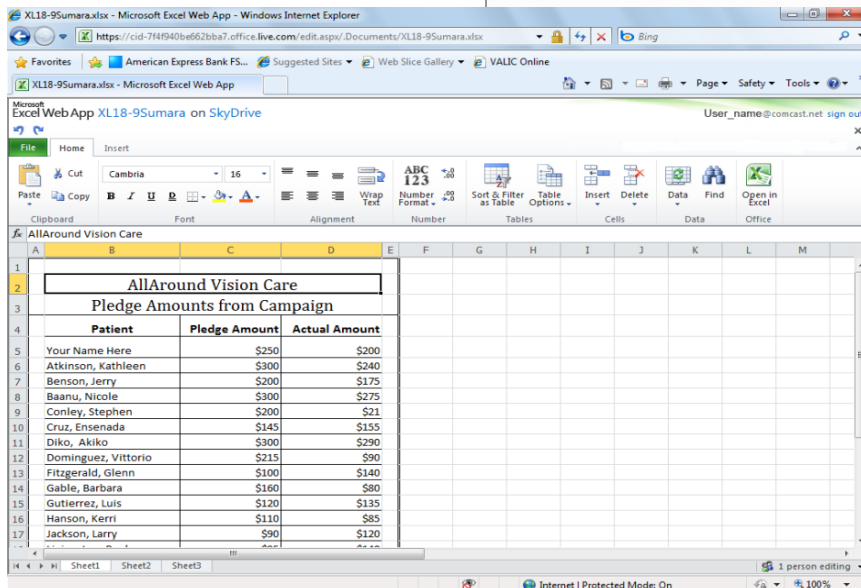 XL18-9Sumara.xlsx - Microsoft Excel Web App - Windows Internet Explorer
https://cid-7f4f940be662bba7.office.live.com/edit.aspx/.Documents/XL18-9Sumara.xlsx Bing
Favorites American Express Bank FS... Suggested Sites Web Slice Gallery VALIC Online
XL18-9Sumara.xlsx - Microsoft Excel Web App Page Safety Tools
Microsoft
Excel Web App XL18-9Sumara on SkyDrive User_name@comcast.net sign out
File Home Insert
Cut Cambria 16 ABC 123
Paste Copy B I U D Wrap Text Number Format Sort & Filter as Table Table Options Insert Delete Data Find Open in Excel
Clipboard Font Alignment Number Tables Cells Data Office
fx AllAround Vision Care
A B C D E F G H I J K L M
1
2 AllAround Vision Care
3 Pledge Amounts from Campaign
4 Patient Pledge Amount Actual Amount
5 Your Name Here $250 $200
6 Atkinson, Kathleen $300 $240
7 Benson, Jerry $200 $175
8 Baanu, Nicole $300 $275
9 Conley, Stephen $200 $21
10 Cruz, Ensenada $145 $155
11 Diko, Akiko $300 $290
12 Dominguez, Vittorio $215 $90
13 Fitzgerald, Glenn $100 $140
14 Gable, Barbara $160 $80
15 Gutierrez, Luis $120 $135
16 Hanson, Kerri $110 $85
17 Jackson, Larry $90 $120
Sheet1 Sheet2 Sheet3 1 person editing
Internet | Protected Mode: On 100%